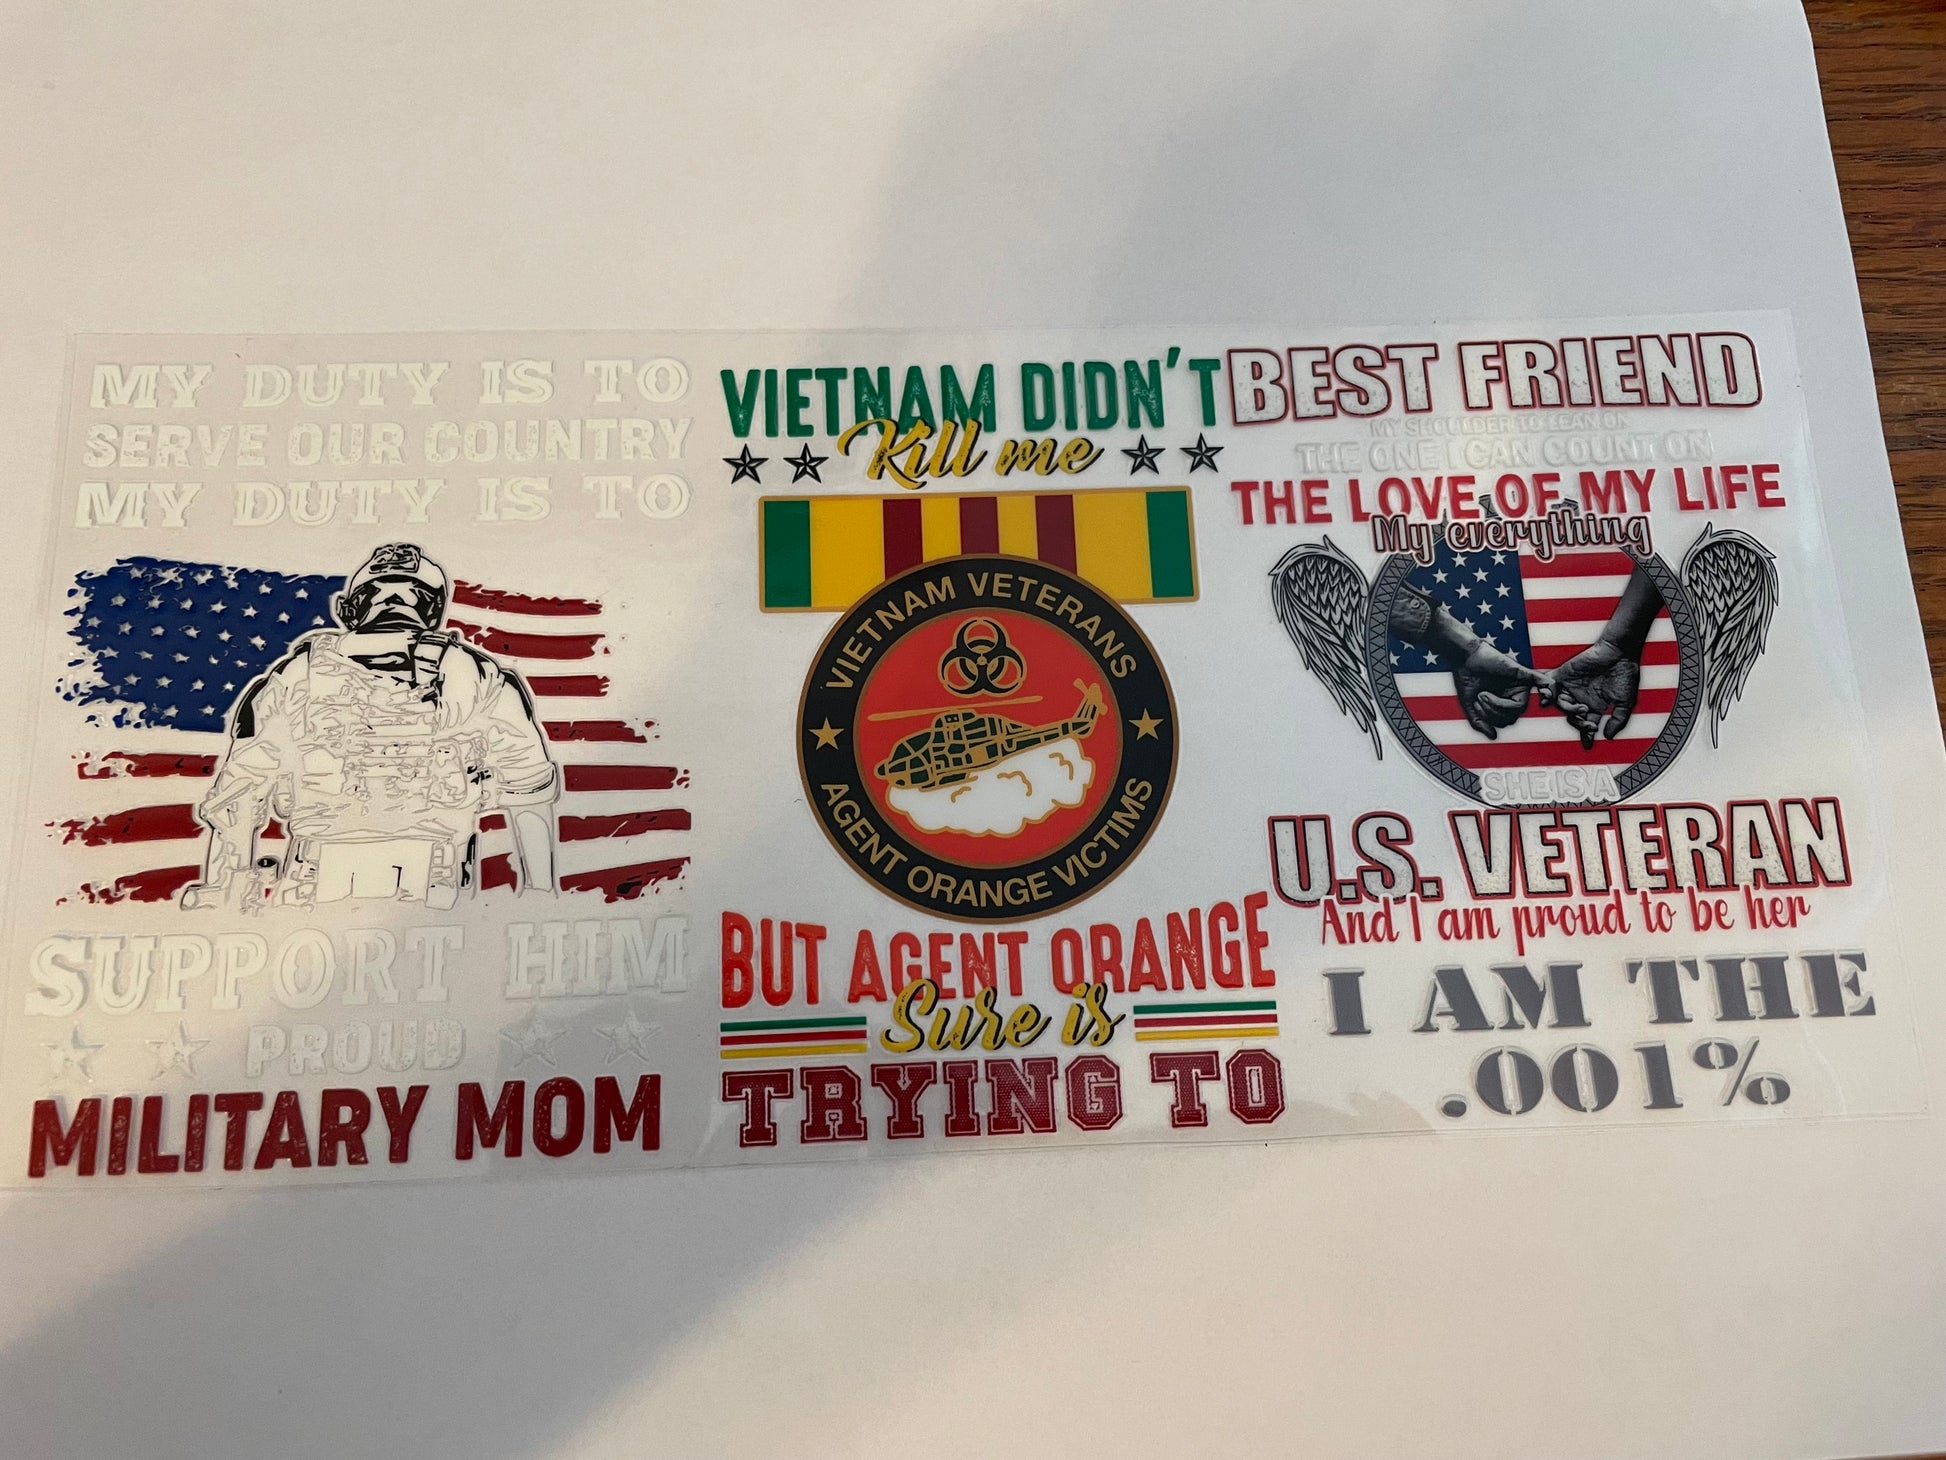 MY DUTY IS TO
SERVE OUR COUNTRY
MY DUTY IS TO
SUPPORT HIM
PROUD
MILITARY MOM
VIETNAM DIDN'T
Kill me
VIETNAM VETERANS
AGENT ORANGE VICTIMS
BUT AGENT ORANGE
Sure is
TRYING TO
BEST FRIEND
MY SHOULDER TO LEAN ON
THE ONE I CAN COUNT ON
THE LOVE OF MY LIFE
My everything
SHE IS A
U.S. VETERAN
And I am proud to be her
I AM THE
.001%